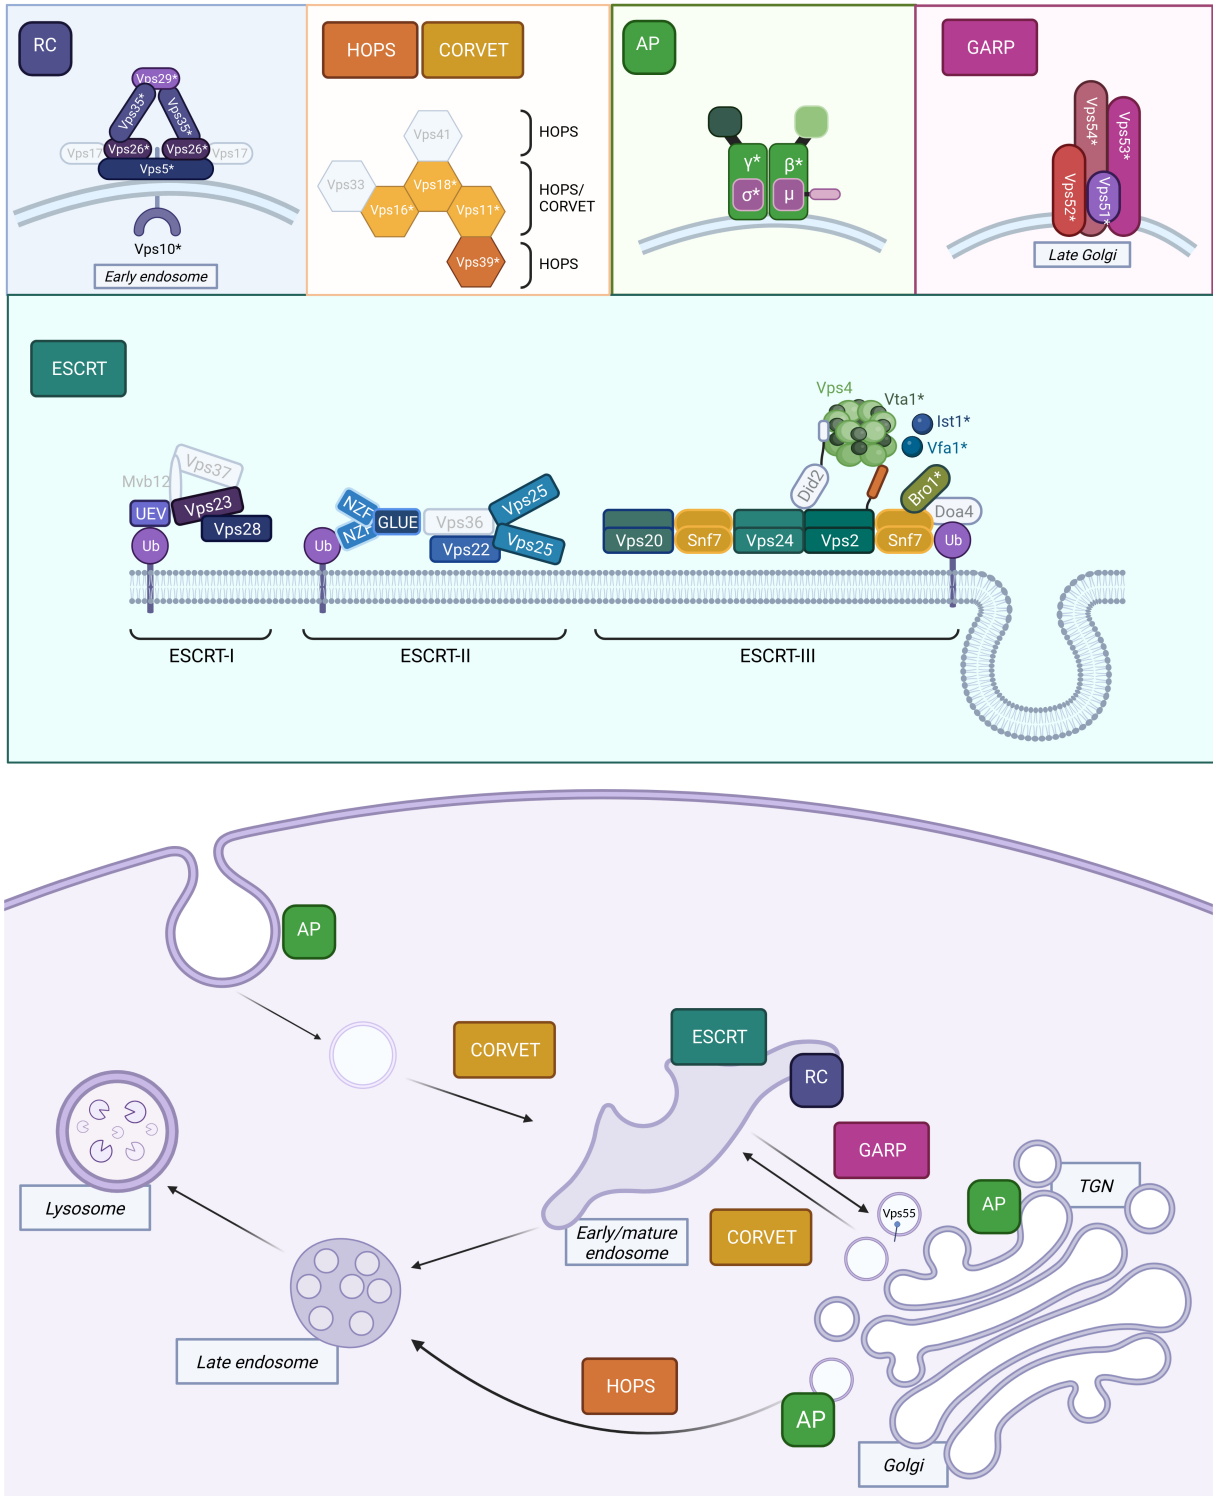 RC
Vps29*
Vps35*
Vps35*
Vps17
Vps26*
Vps26*
Vps17
Vps5*
Vps10*
Early endosome
HOPS
CORVET
Vps41
HOPS
Vps33
Vps18*
HOPS/
CORVET
Vps16*
Vps11*
Vps39*
HOPS
AP
γ*
β*
σ*
μ
GARP
Vps54*
Vps53*
Vps52*
Vps51*
Late Golgi
ESCRT
Mvb12
Vps37
UEV
Vps23
Vps28
Ub
ESCRT-I
NZF
NZF
GLUE
Vps36
Vps25
Vps22
Vps25
Ub
ESCRT-II
Vps4
Vta1*
Ist1*
Vfa1*
Did2
Bro1*
Doa4
Vps20
Snf7
Vps24
Vps2
Snf7
Ub
ESCRT-III
AP
CORVET
ESCRT
RC
GARP
Vps55
AP
TGN
Lysosome
Early/mature
endosome
CORVET
Late endosome
HOPS
AP
Golgi